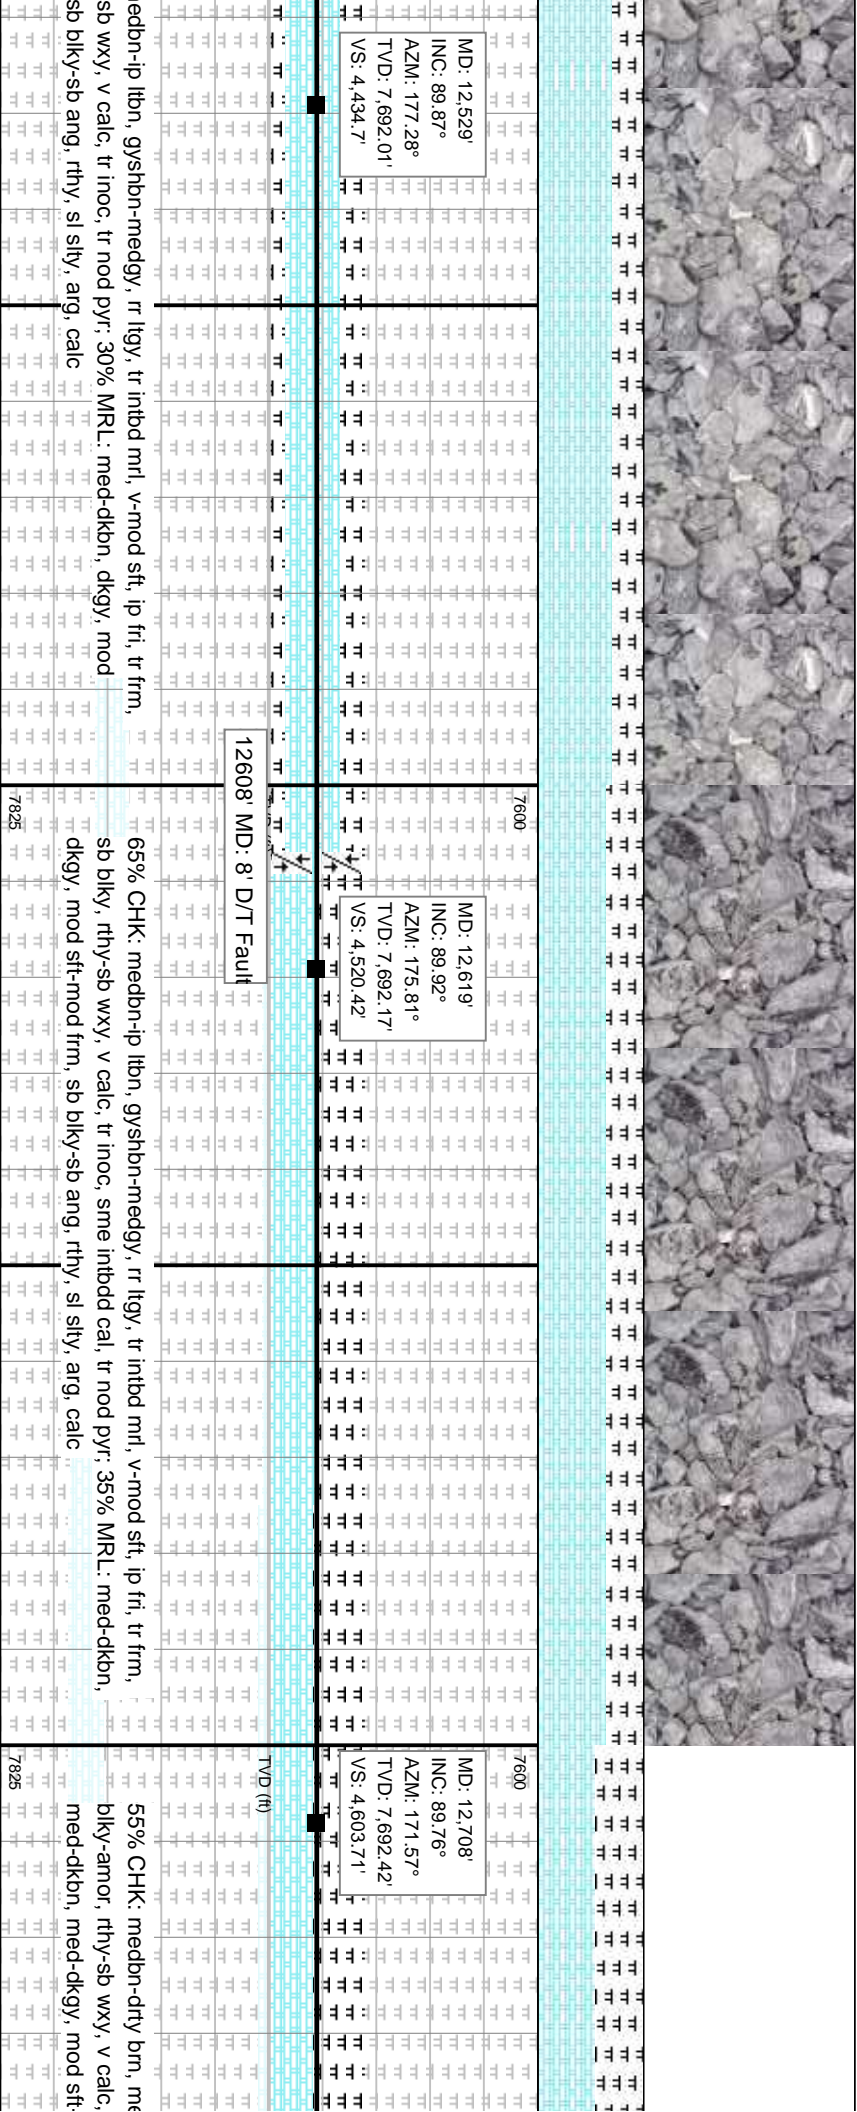 MD: 12,529'
INC: 89.87°
AZM: 177.28°
TVD: 7,692.01'
VS: 4,434.7'
medbn-ip ltbn, gyshbn-medgy, rr ltgy, tr intbd mrl, v-mod sft, ip fri, tr frm,
sb wxy, v calc, tr inoc, tr nod pyr; 30% MRL: med-dkbn, dkgy, mod
sb blky-sb ang, rthy, sl slty, arg, calc
12608' MD: 8' D/T Fault
7600
7825
MD: 12,619'
INC: 89.92°
AZM: 175.81°
TVD: 7,692.17'
VS: 4,520.42'
65% CHK: medbn-ip ltbn, gyshbn-medgy, rr ltgy, tr intbd mrl, v-mod sft, ip fri, tr frm,
sb blky, rthy-sb wxy, v calc, tr inoc, sme intbdd cal, tr nod pyr; 35% MRL: med-dkbn,
dkgy, mod sft-mod frm, sb blky-sb ang, rthy, sl slty, arg, calc
7600
TVD (ft)
7825
MD: 12,708'
INC: 89.76°
AZM: 171.57°
TVD: 7,692.42'
VS: 4,603.71'
55% CHK: medbn-drty brn, me
blky-amor, rthy-sb wxy, v calc,
med-dkbn, med-dkgy, mod sft-